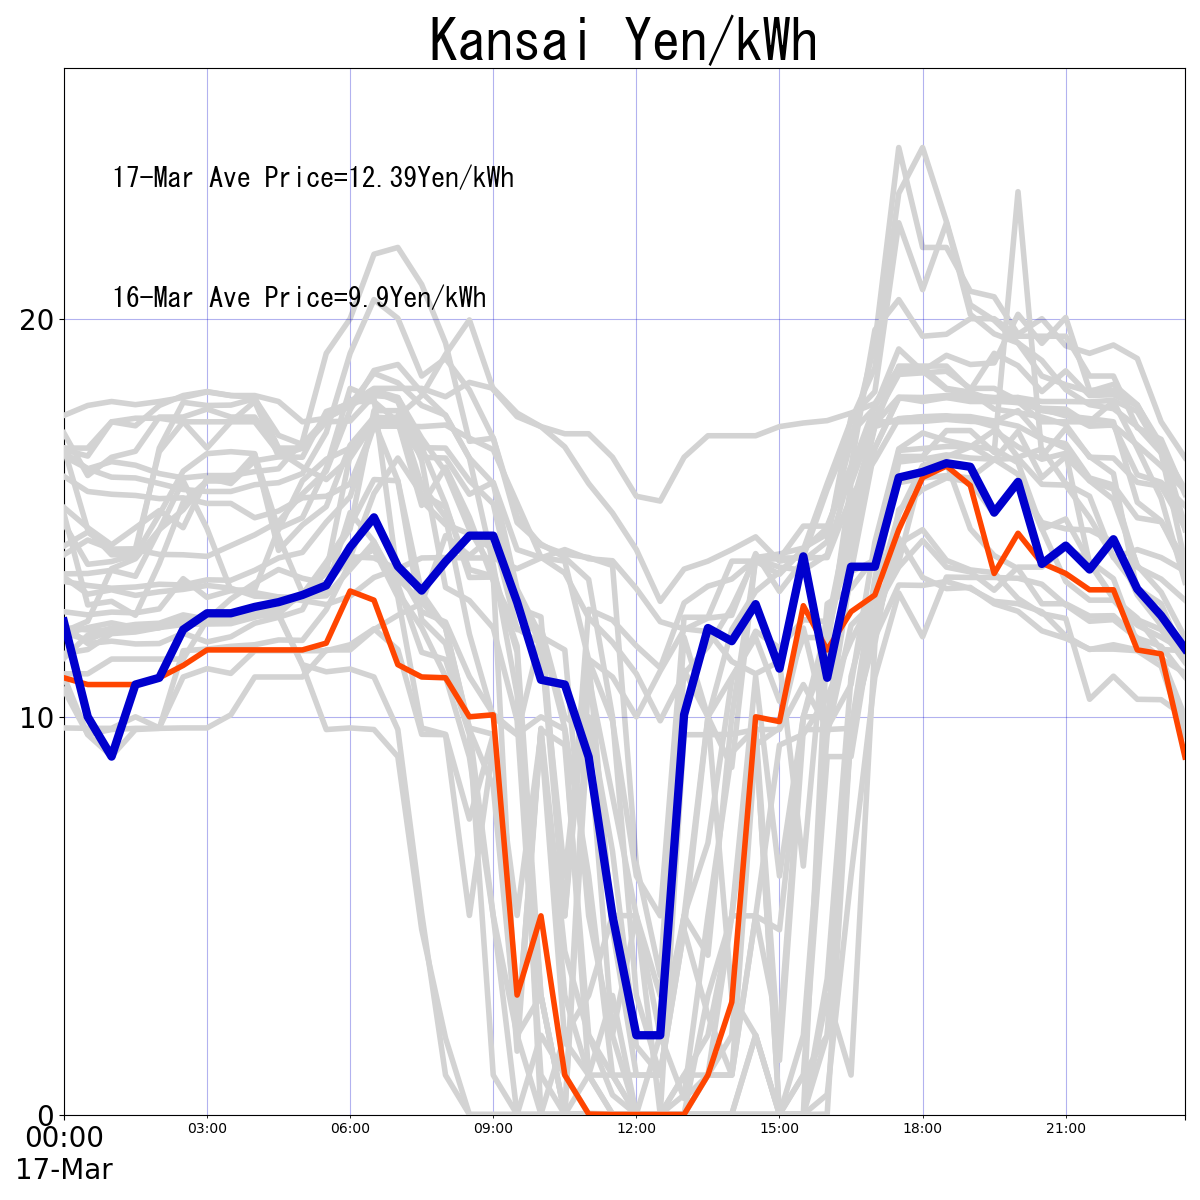 Kansai Yen/kWh
17-Mar Ave Price=12.39Yen/kWh
16-Mar Ave Price=9.9Yen/kWh
20
10
0
00:00 03:00 06:00 09:00 12:00 15:00 18:00 21:00
17-Mar